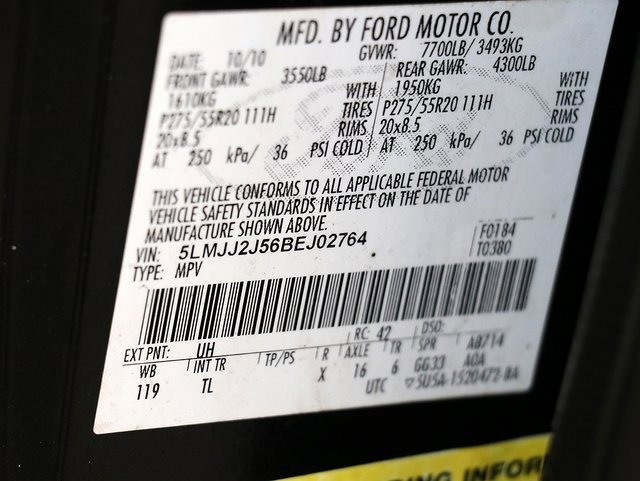 MFD. BY FORD MOTOR CO.
DATE: 10/10 GVWR: 7700LB/ 3493KG
FRONT GAWR: 3550LB REAR GAWR: 4300LB
1610KG WITH 1950KG WITH
P275/55R20 111H TIRES P275/55R20 111H TIRES
20x8.5 RIMS 20x8.5 RIMS
AT 250 kPa/ 36 PSI COLD AT 250 kPa/ 36 PSI COLD
THIS VEHICLE CONFORMS TO ALL APPLICABLE FEDERAL MOTOR
VEHICLE SAFETY STANDARDS IN EFFECT ON THE DATE OF
MANUFACTURE SHOWN ABOVE.
VIN: 5LMJJ2J56BEJ02764 F0184
TYPE: MPV T0380
EXT PNT: UH RC: 42 DSO:
WB INT TR TP/PS R AXLE TR SPR AB714
119 TL X 16 6 GG33 A0A
UTC ▽5U5A-1520472-BA
ING INFOR